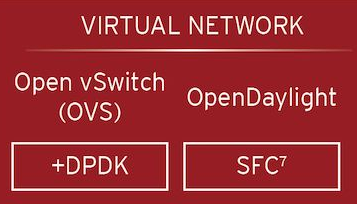 VIRTUAL NETWORK
Open vSwitch
(OVS)
OpenDaylight
+DPDK
SFC⁷